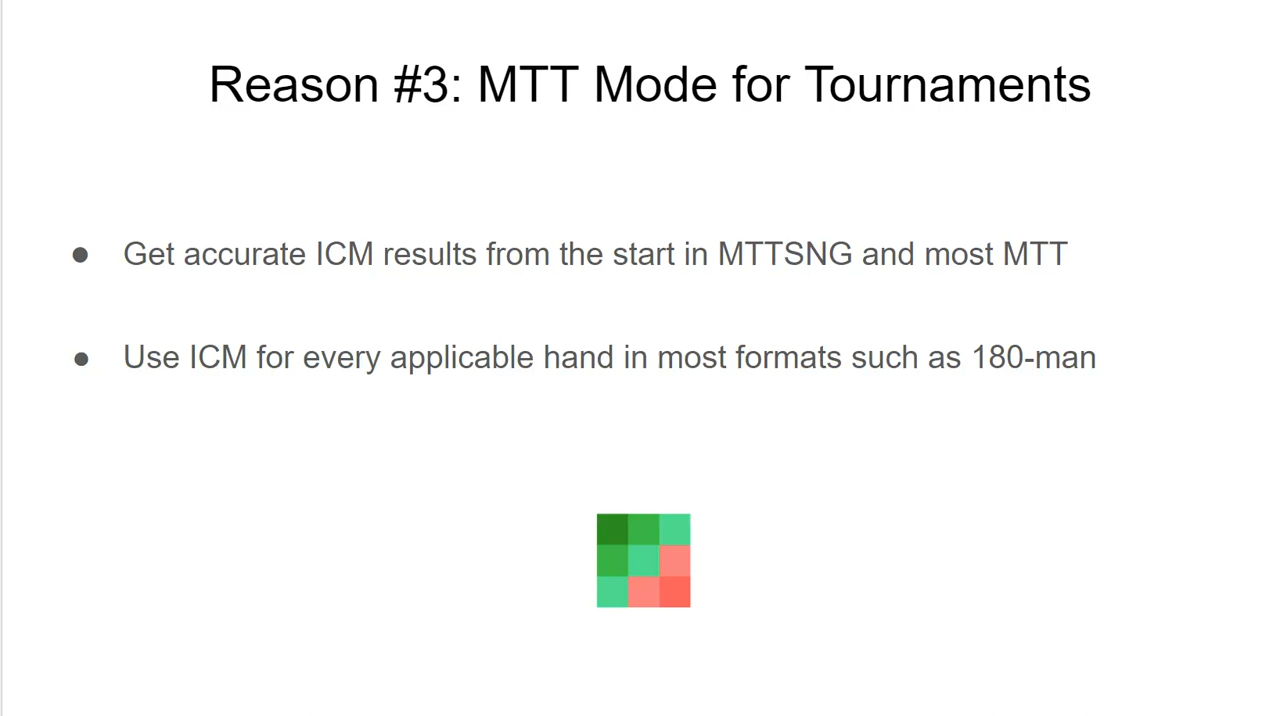 Reason #3: MTT Mode for Tournaments
● Get accurate ICM results from the start in MTTSNG and most MTT
● Use ICM for every applicable hand in most formats such as 180-man